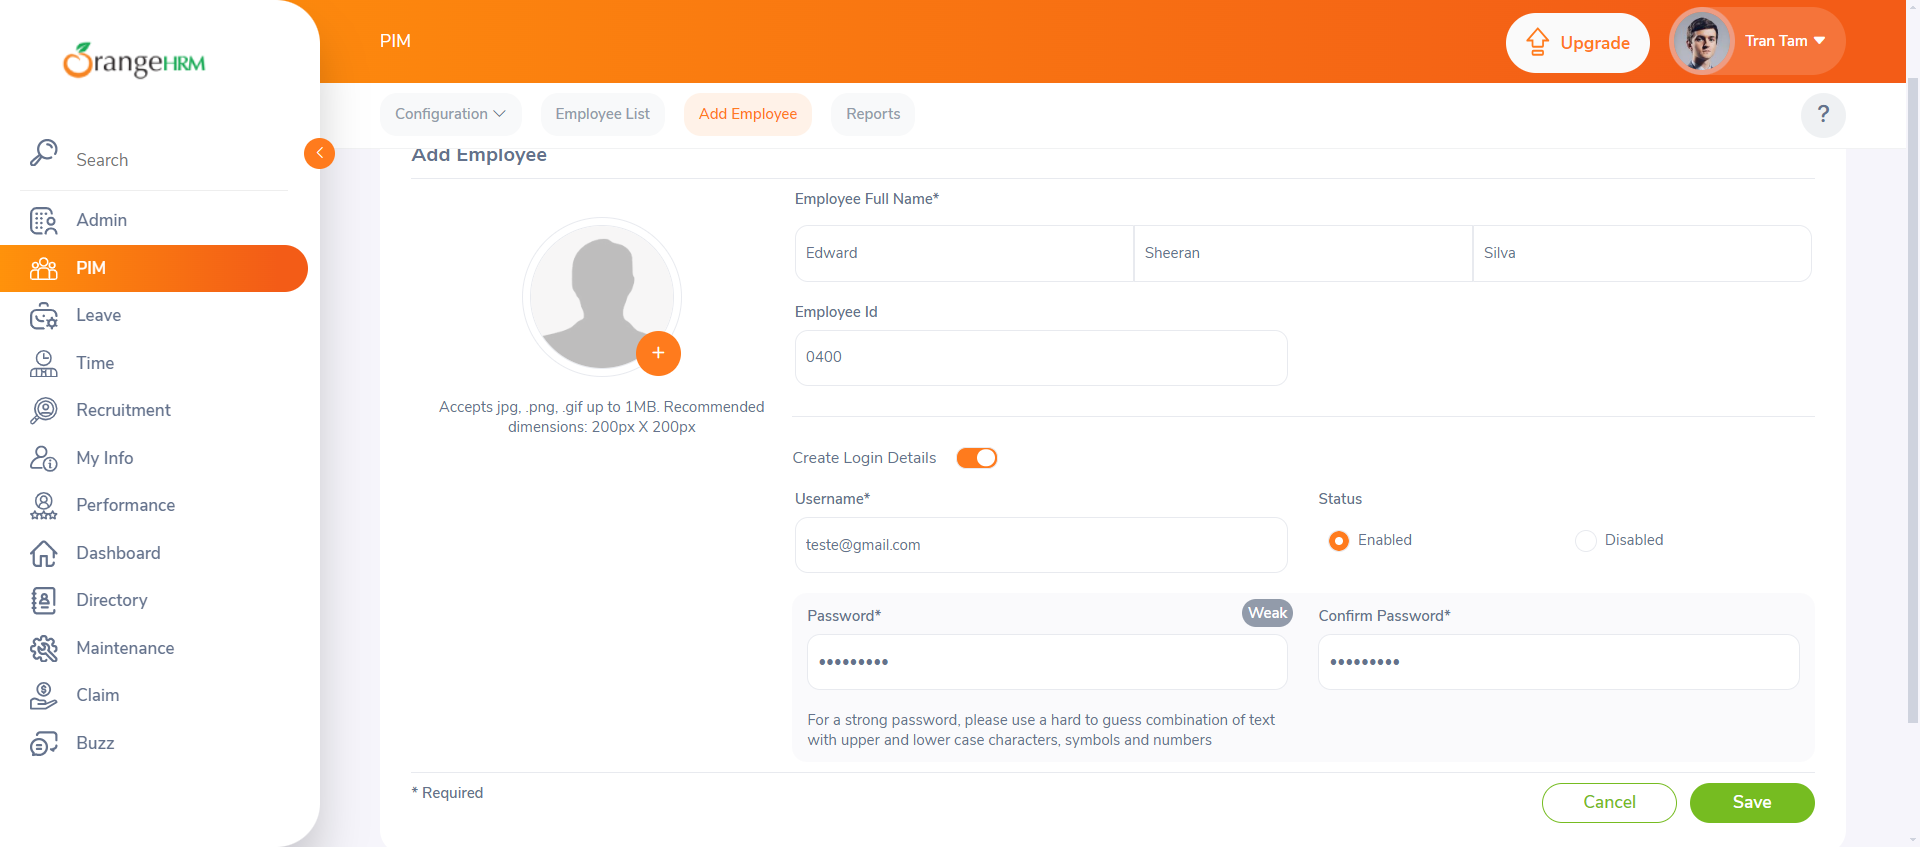 OrangeHRM
PIM
Upgrade
Tran Tam
Configuration
Employee List
Add Employee
Reports
?
Search
Admin
PIM
Leave
Time
Recruitment
My Info
Performance
Dashboard
Directory
Maintenance
Claim
Buzz
Add Employee
Accepts jpg, .png, .gif up to 1MB. Recommended
dimensions: 200px X 200px
Employee Full Name*
Edward
Sheeran
Silva
Employee Id
0400
Create Login Details
Username*
teste@gmail.com
Status
Enabled
Disabled
Password*
Weak
•••••••••
Confirm Password*
•••••••••
For a strong password, please use a hard to guess combination of text
with upper and lower case characters, symbols and numbers
* Required
Cancel
Save